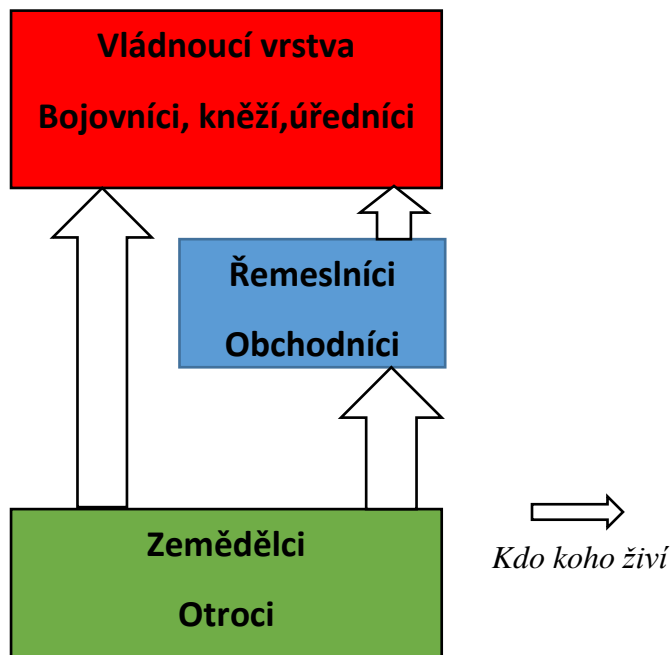 Vládnoucí vrstva
Bojovníci, kněží,úředníci
Řemeslníci
Obchodníci
Zemědělci
Otroci
Kdo koho živí